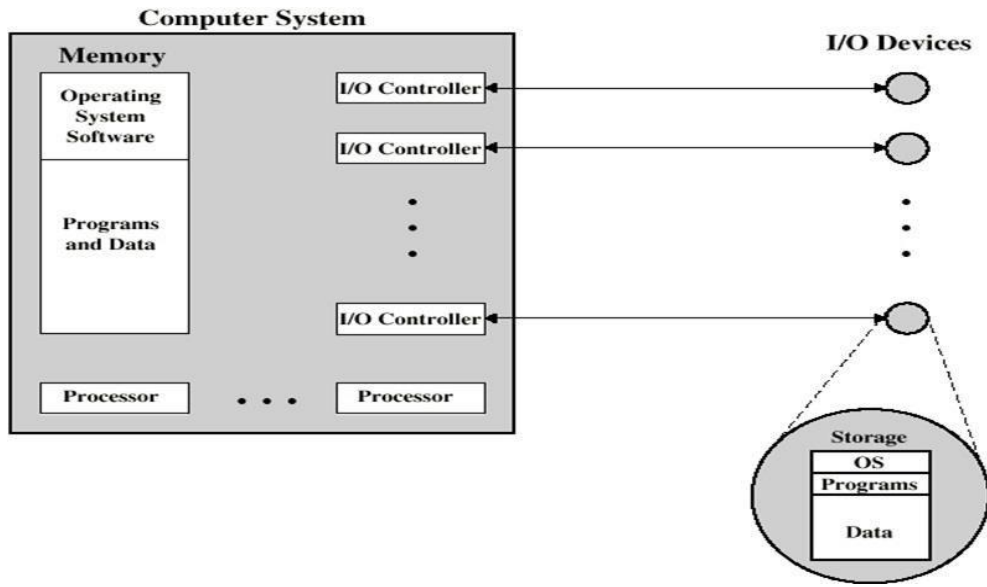 Computer System
I/O Devices
Memory
Operating
System
Software
Programs
and Data
I/O Controller
I/O Controller
I/O Controller
Processor
Processor
Storage
OS
Programs
Data